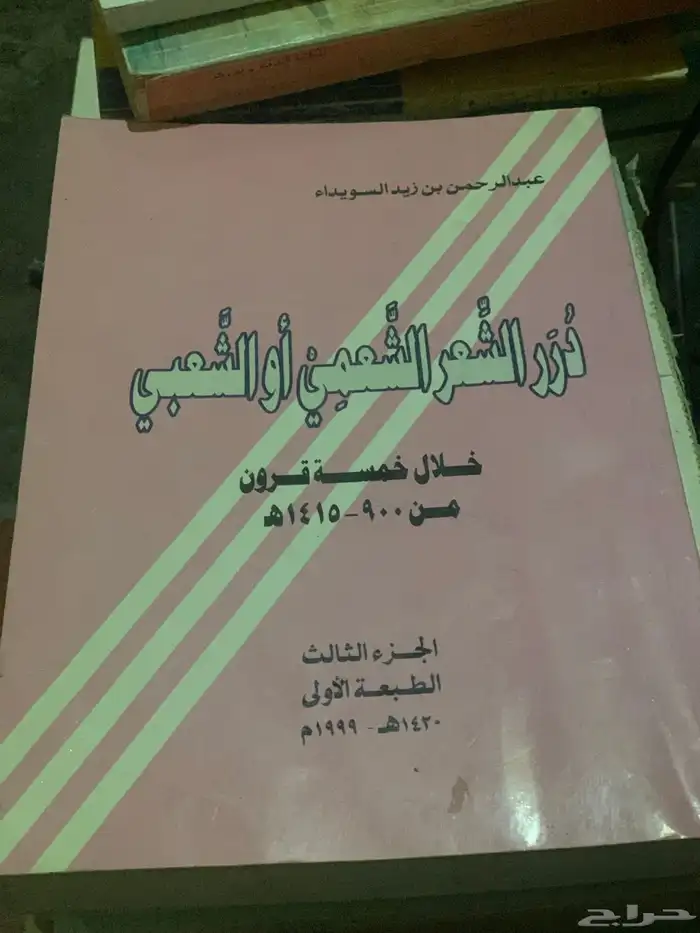 عبدالرحمن بن زيد السويداء
دُرَر الشِّعر الشَّعمِي أو الشَّعبي
خلال خمسة قرون
من ٩٠٠ - ١٤١٥هـ
الجزء الثالث
الطبعة الأولى
١٤٢٠هـ - ١٩٩٩م
حراج